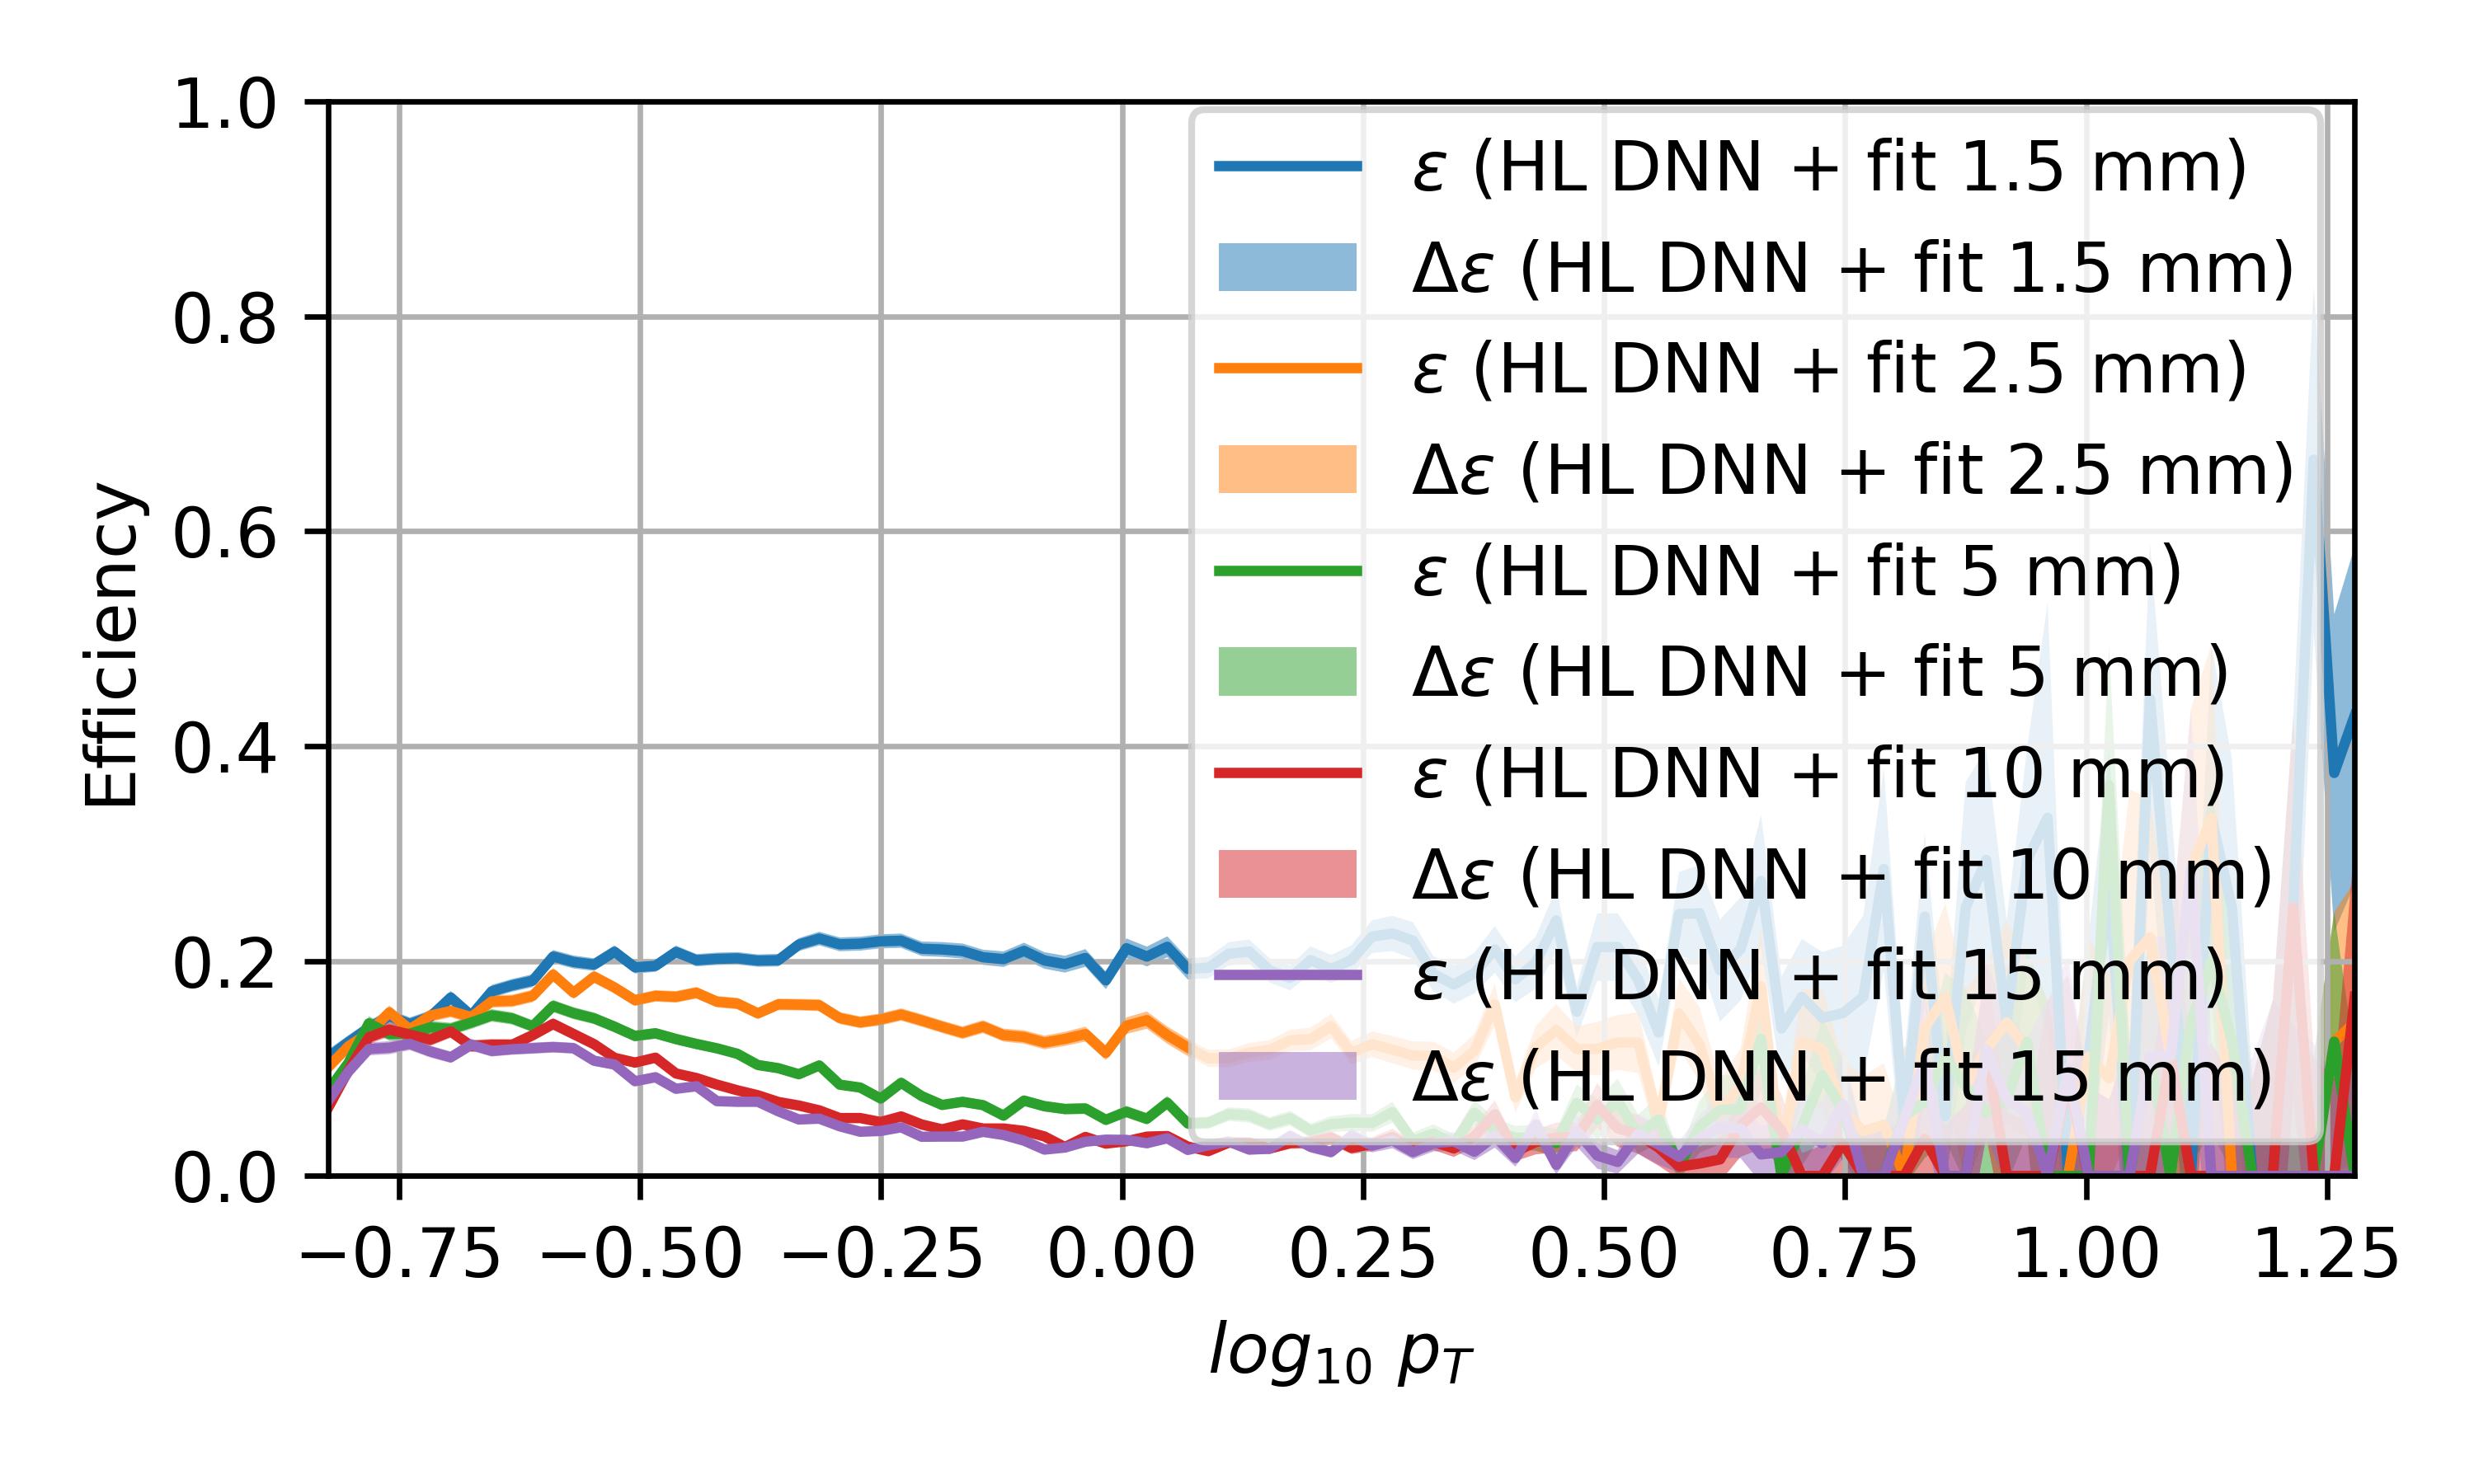 1.0
0.8
0.6
0.4
0.2
0.0
Efficiency
ε (HL DNN + fit 1.5 mm)
Δε (HL DNN + fit 1.5 mm)
ε (HL DNN + fit 2.5 mm)
Δε (HL DNN + fit 2.5 mm)
ε (HL DNN + fit 5 mm)
Δε (HL DNN + fit 5 mm)
ε (HL DNN + fit 10 mm)
Δε (HL DNN + fit 10 mm)
ε (HL DNN + fit 15 mm)
Δε (HL DNN + fit 15 mm)
−0.75 −0.50 −0.25 0.00 0.25 0.50 0.75 1.00 1.25
log₁₀ p_T